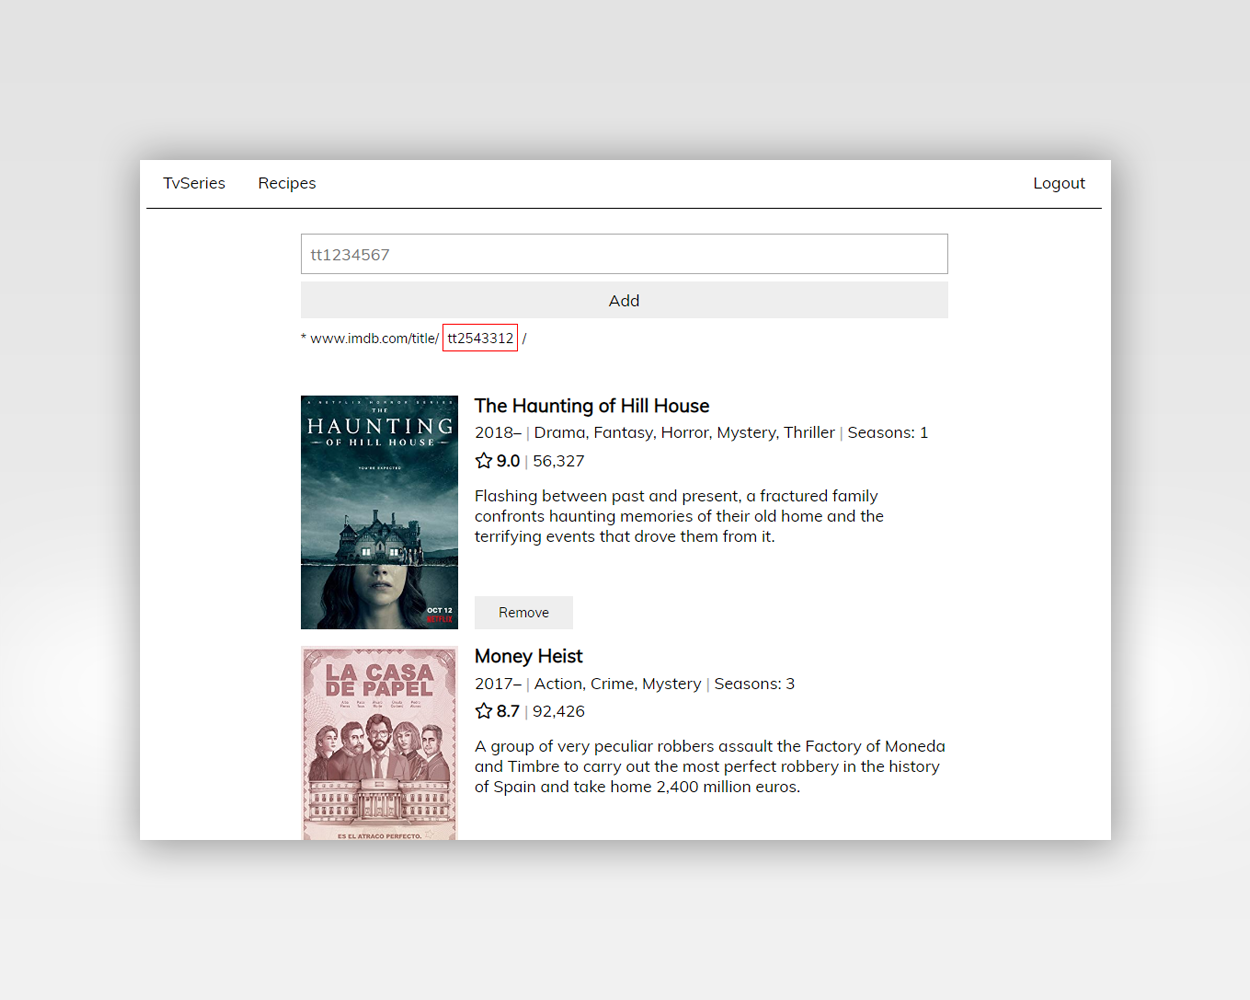 TvSeries Recipes Logout
tt1234567
Add
* www.imdb.com/title/ tt2543312 /
A NETFLIX HORROR SERIES
THE
HAUNTING
OF HILL HOUSE
YOU'RE EXPECTED
OCT 12
NETFLIX
The Haunting of Hill House
2018– | Drama, Fantasy, Horror, Mystery, Thriller | Seasons: 1
9.0 | 56,327
Flashing between past and present, a fractured family
confronts haunting memories of their old home and the
terrifying events that drove them from it.
Remove
LA CASA
DE PAPEL
ES EL ATRACO PERFECTO.
Money Heist
2017– | Action, Crime, Mystery | Seasons: 3
8.7 | 92,426
A group of very peculiar robbers assault the Factory of Moneda
and Timbre to carry out the most perfect robbery in the history
of Spain and take home 2,400 million euros.